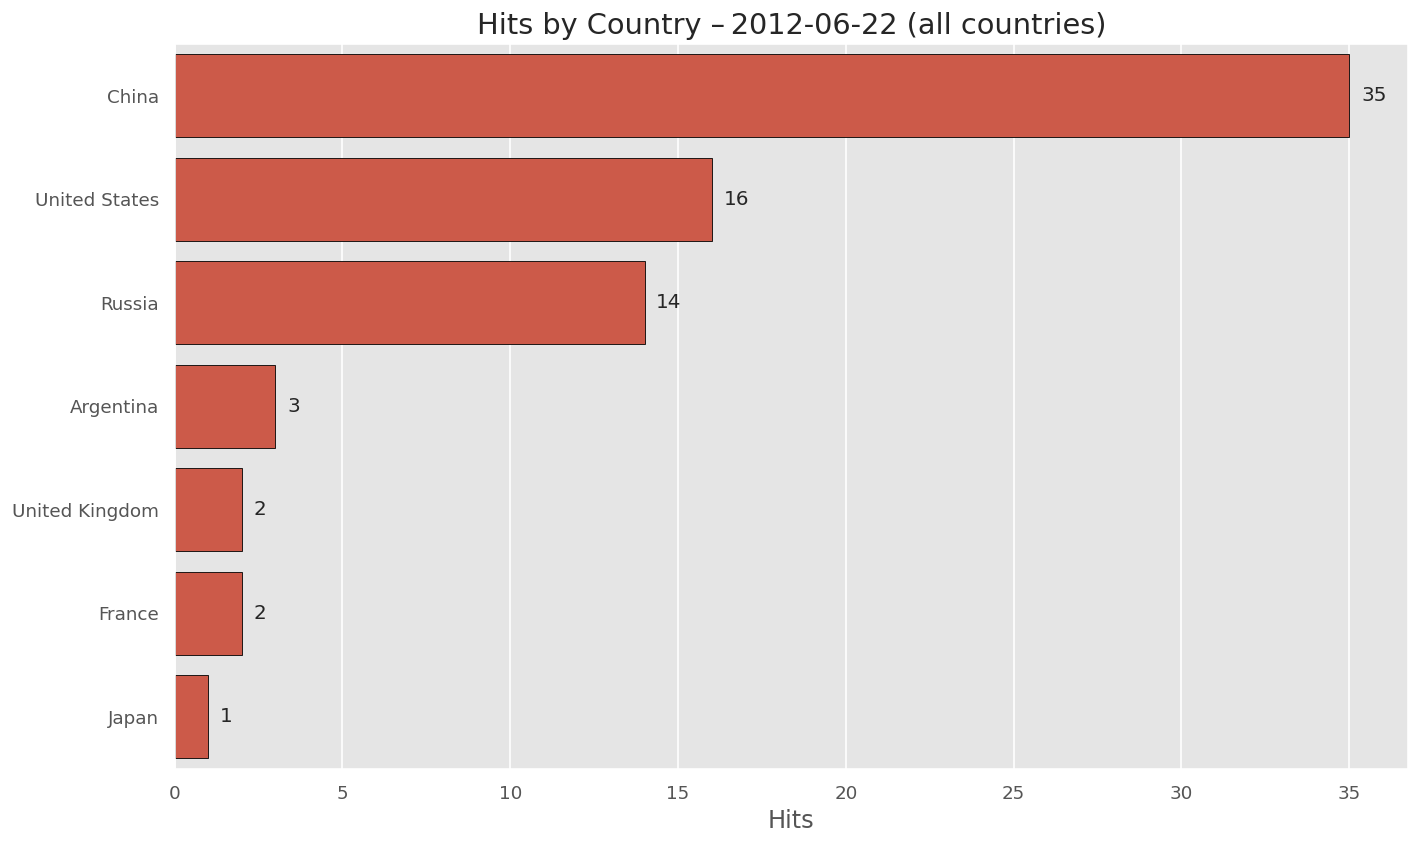 Hits by Country – 2012-06-22 (all countries)
China 35
United States 16
Russia 14
Argentina 3
United Kingdom 2
France 2
Japan 1
0 5 10 15 20 25 30 35
Hits